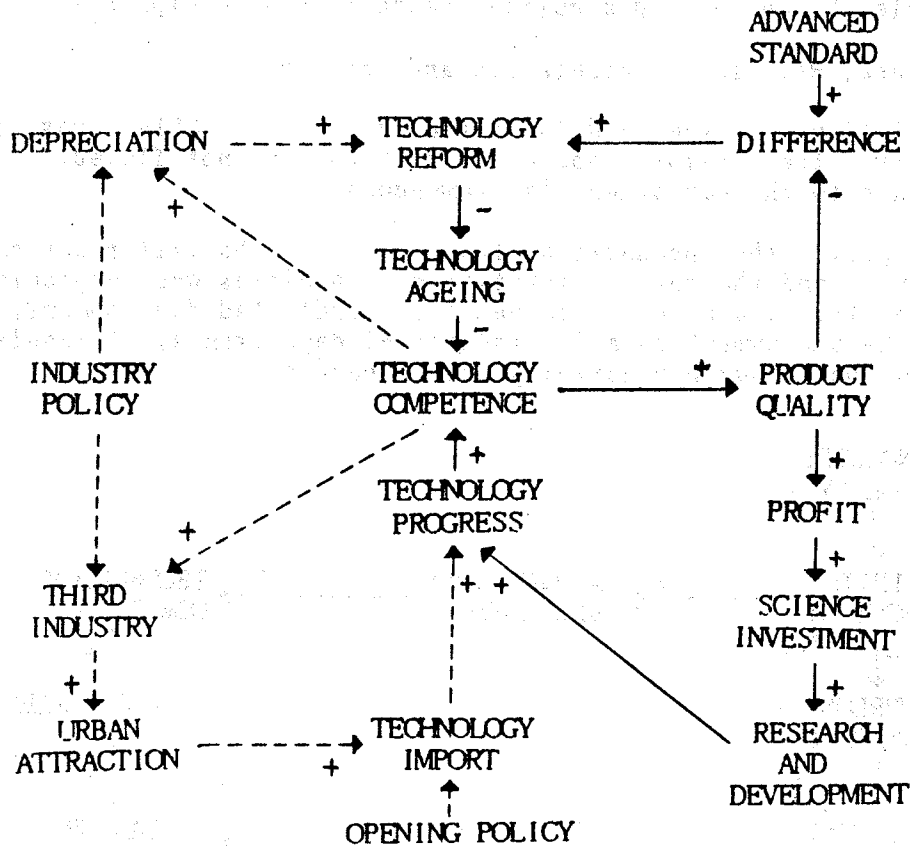 ADVANCED
STANDARD
+
DEPRECIATION
+
TECHNOLOGY
REFORM
+
DIFFERENCE
+
-
-
TECHNOLOGY
AGEING
-
INDUSTRY
POLICY
TECHNOLOGY
COMPETENCE
+
PRODUCT
QUALITY
+
+
TECHNOLOGY
PROGRESS
PROFIT
+
+
+
+
THIRD
INDUSTRY
SCIENCE
INVESTMENT
+
+
URBAN
ATTRACTION
+
TECHNOLOGY
IMPORT
RESEARCH
AND
DEVELOPMENT
OPENING POLICY